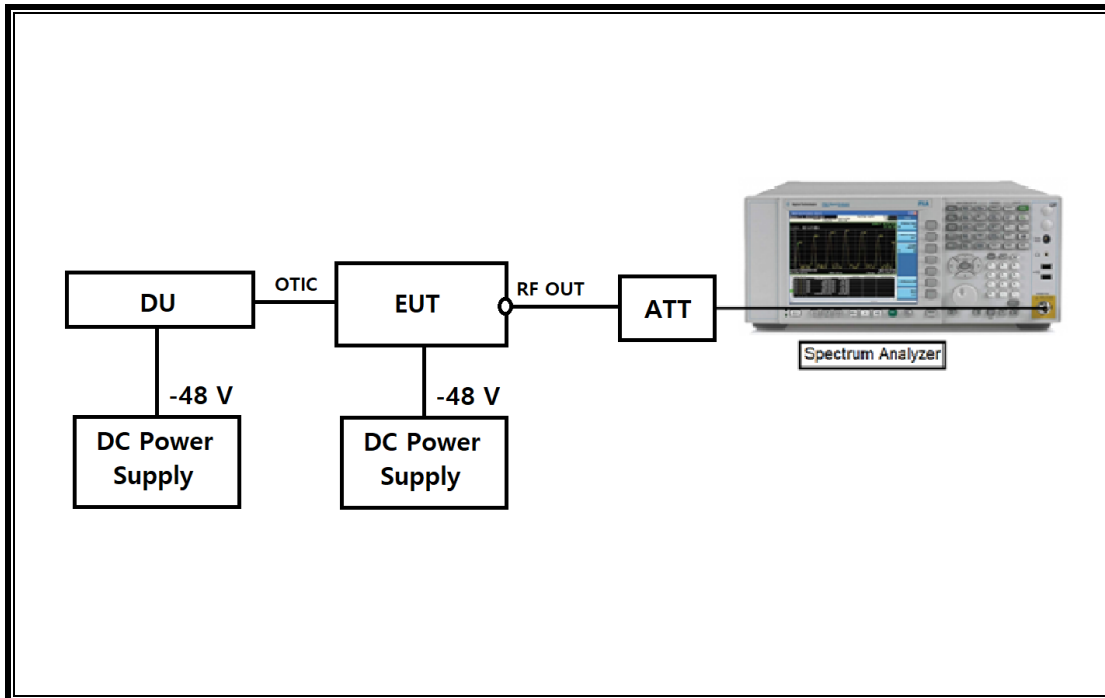 DU
OTIC
EUT
RF OUT
ATT
Spectrum Analyzer
-48 V
-48 V
DC Power
Supply
DC Power
Supply